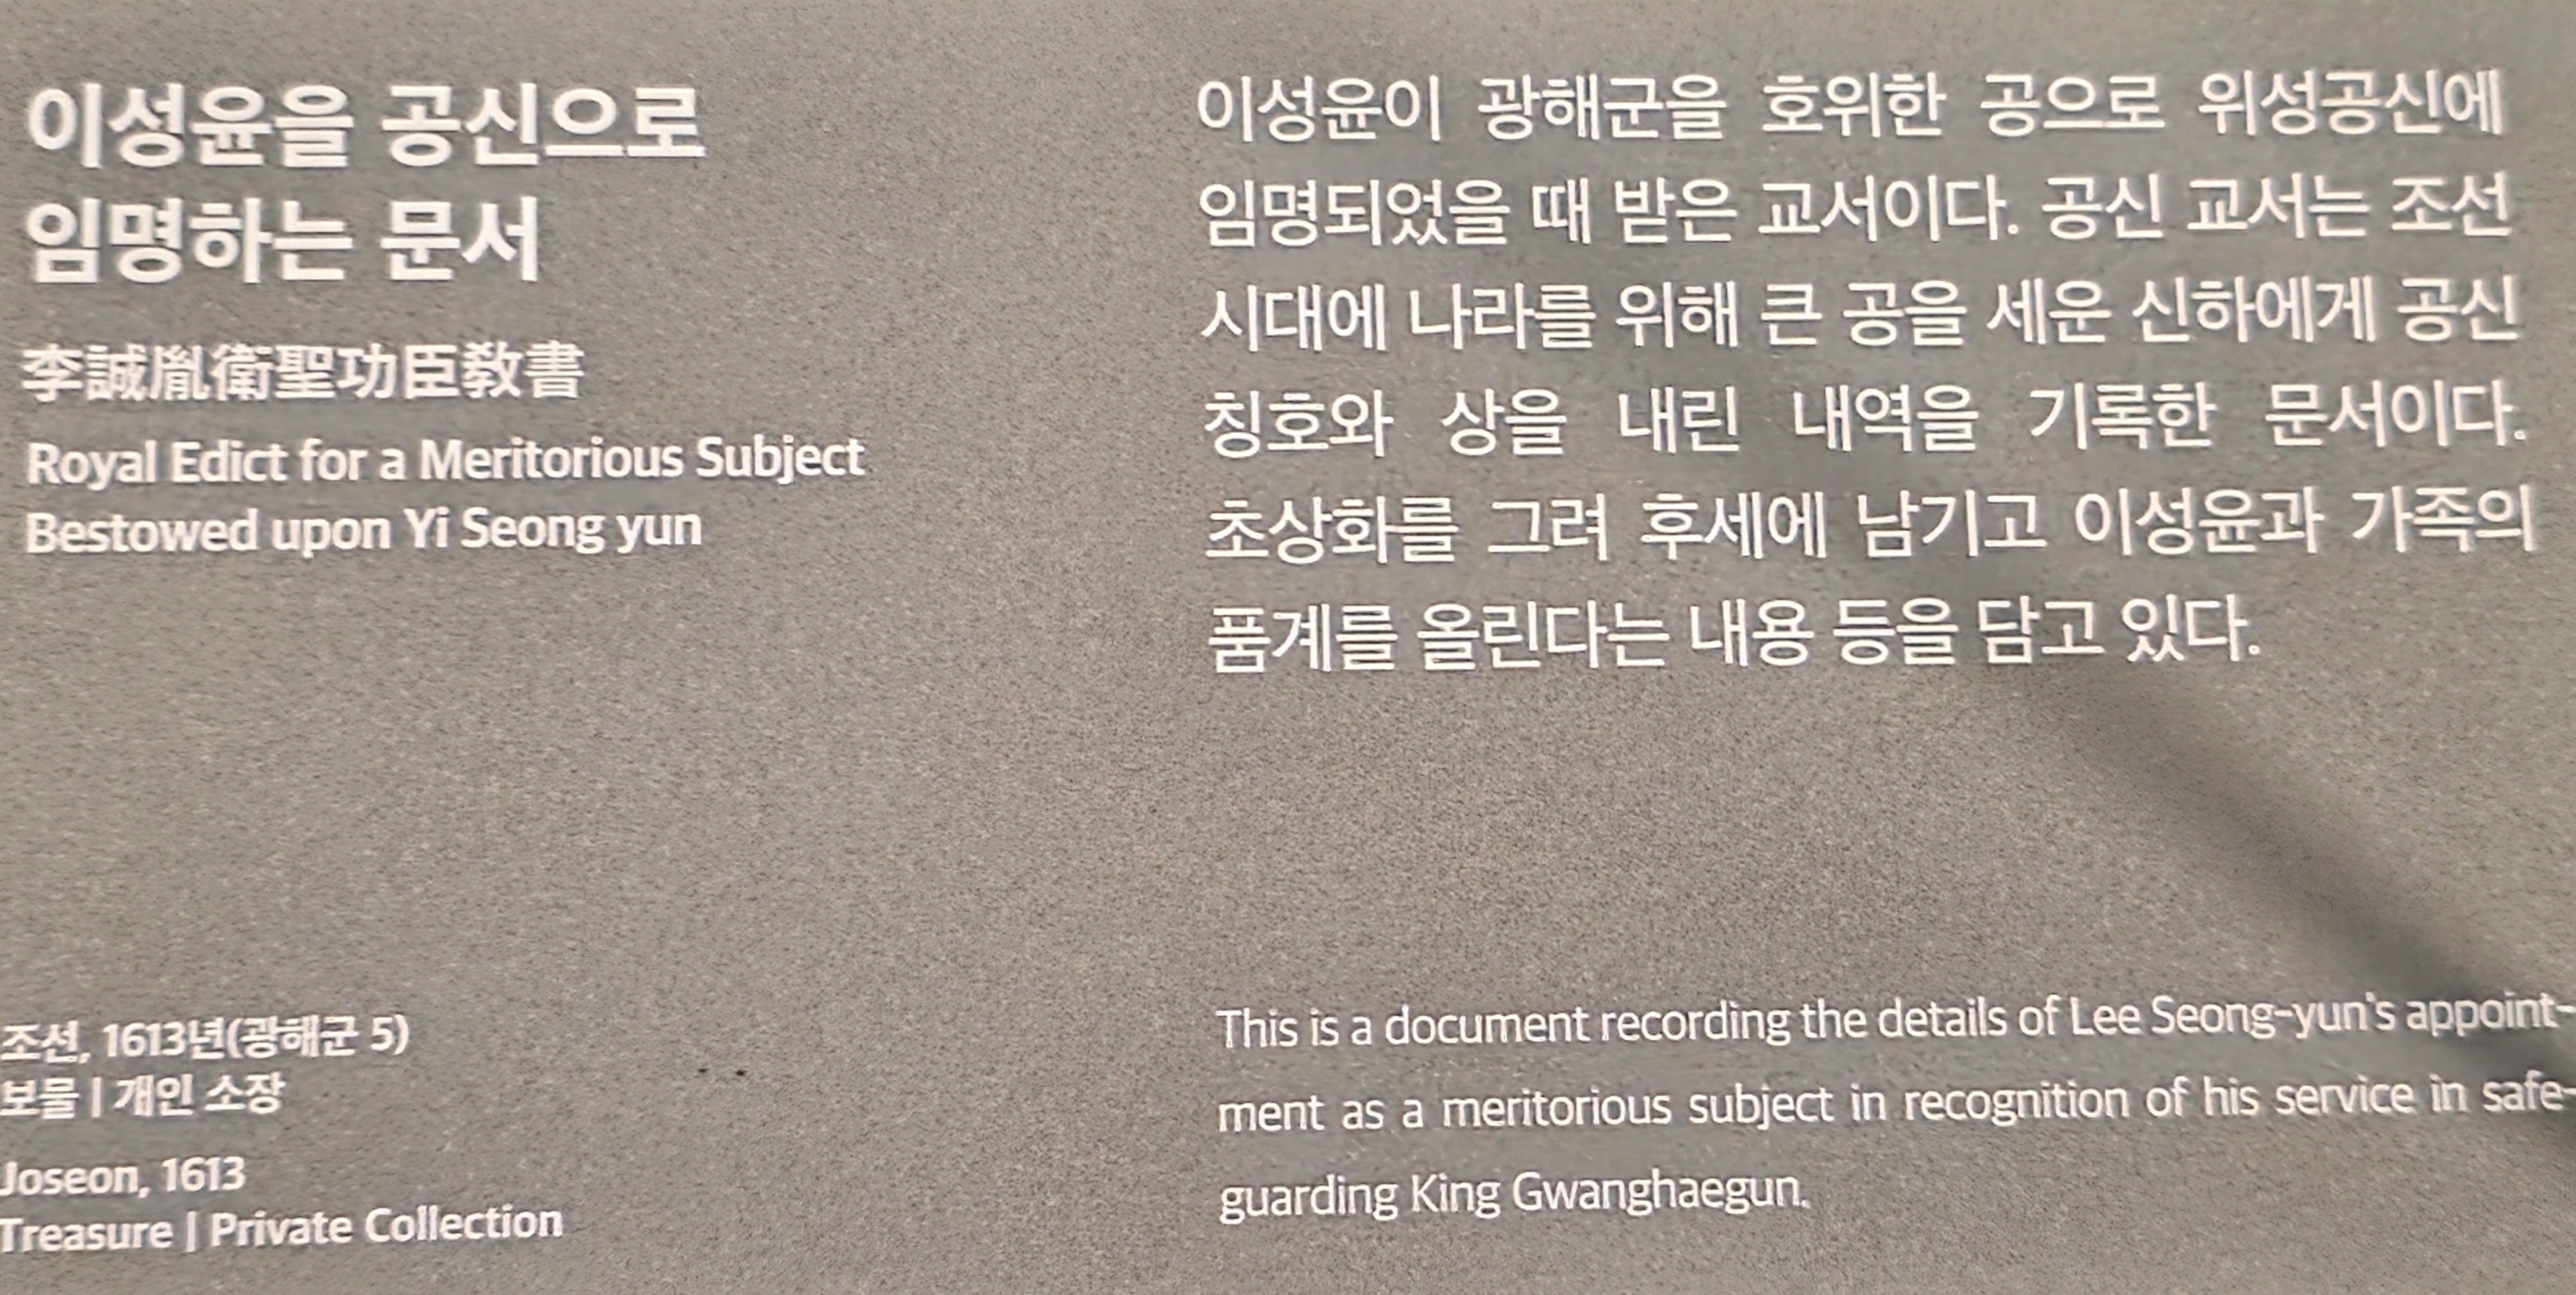 이성윤을 공신으로
임명하는 문서
李誠胤衛聖功臣敎書
Royal Edict for a Meritorious Subject
Bestowed upon Yi Seong yun
조선, 1613년(광해군 5)
보물 | 개인 소장
Joseon, 1613
Treasure | Private Collection
이성윤이 광해군을 호위한 공으로 위성공신에
임명되었을 때 받은 교서이다. 공신 교서는 조선
시대에 나라를 위해 큰 공을 세운 신하에게 공신
칭호와 상을 내린 내역을 기록한 문서이다.
초상화를 그려 후세에 남기고 이성윤과 가족의
품계를 올린다는 내용 등을 담고 있다.
This is a document recording the details of Lee Seong-yun's appoint-
ment as a meritorious subject in recognition of his service in safe-
guarding King Gwanghaegun.